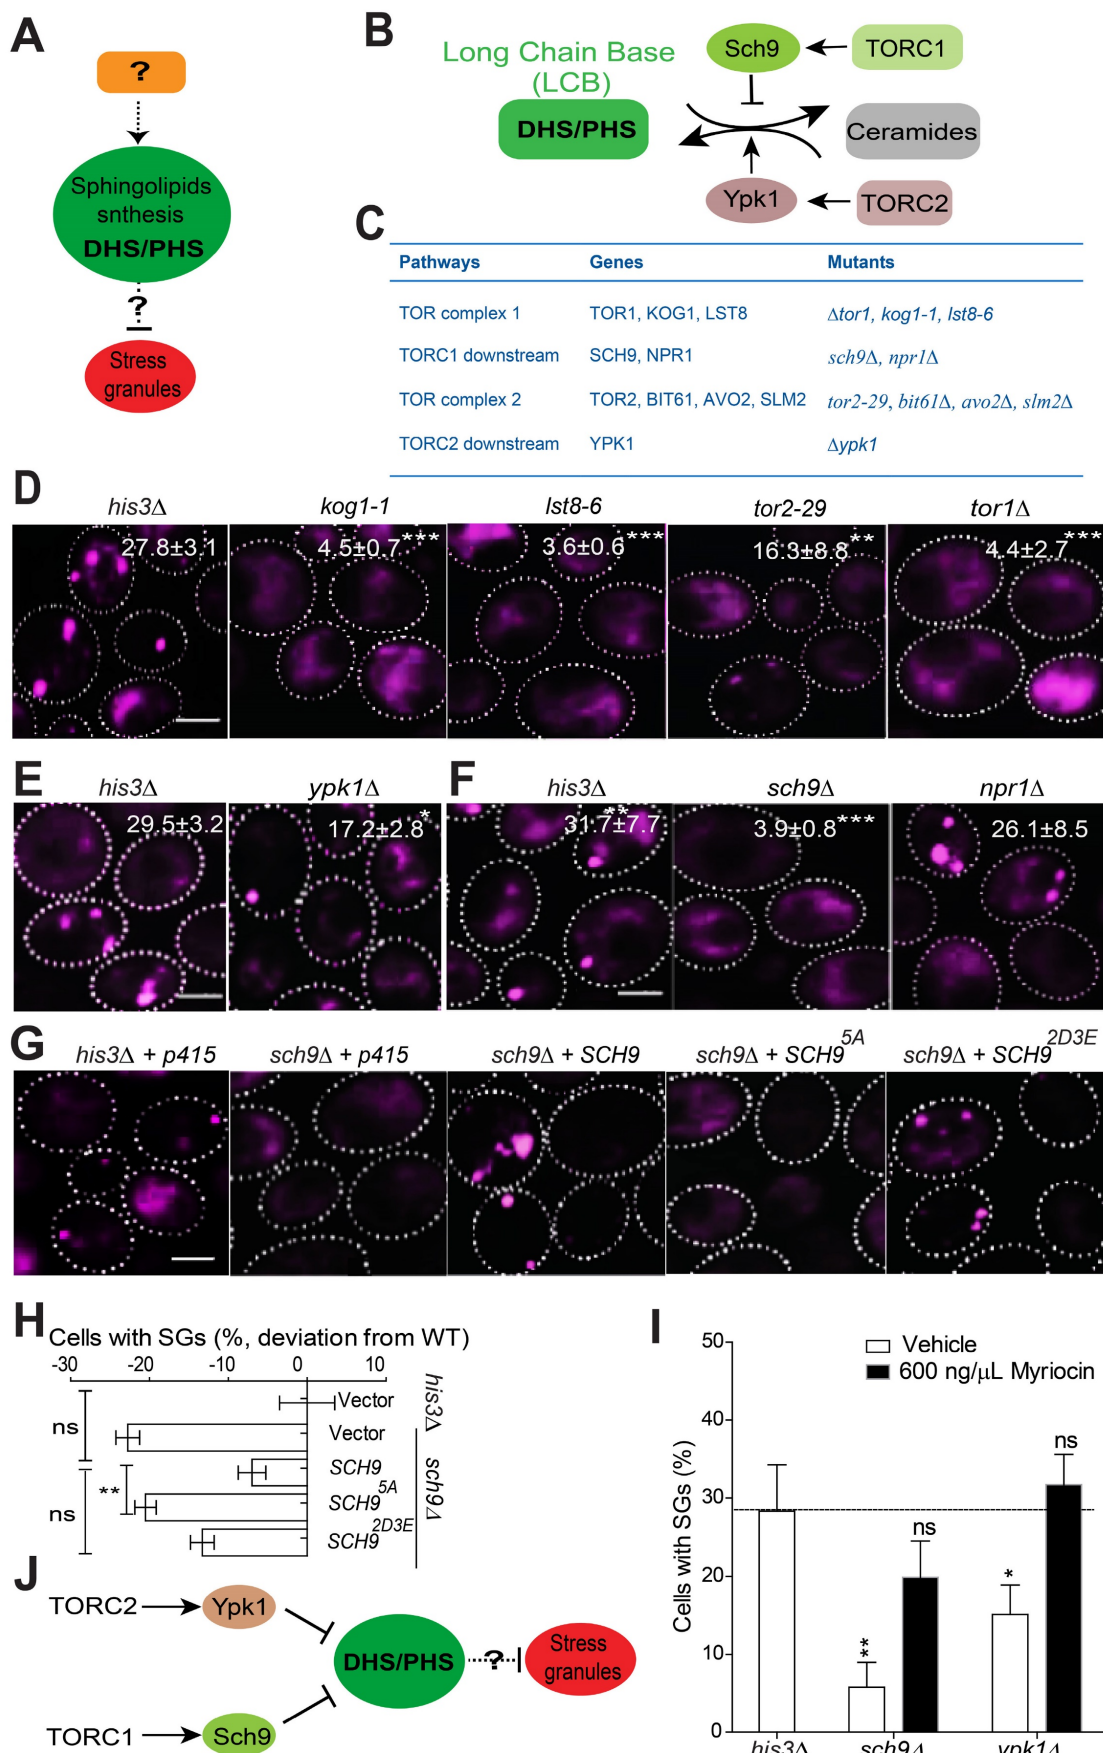 A
?
Sphingolipids
snthesis
DHS/PHS
?
Stress
granules
B
Long Chain Base
(LCB)
DHS/PHS
Sch9
TORC1
Ceramides
Ypk1
TORC2
C
Pathways Genes Mutants
TOR complex 1 TOR1, KOG1, LST8 Δtor1, kog1-1, lst8-6
TORC1 downstream SCH9, NPR1 sch9Δ, npr1Δ
TOR complex 2 TOR2, BIT61, AVO2, SLM2 tor2-29, bit61Δ, avo2Δ, slm2Δ
TORC2 downstream YPK1 Δypk1
D
his3Δ kog1-1 lst8-6 tor2-29 tor1Δ
27.8±3.1 4.5±0.7*** 3.6±0.6*** 16.3±8.8** 4.4±2.7***
E
his3Δ ypk1Δ
29.5±3.2 17.2±2.8*
F
his3Δ sch9Δ npr1Δ
**
31.7±7.7 3.9±0.8*** 26.1±8.5
G
his3Δ + p415 sch9Δ + p415 sch9Δ + SCH9 sch9Δ + SCH9 5A sch9Δ + SCH9 2D3E
H
Cells with SGs (%, deviation from WT)
-30 -20 -10 0 10
Vector
Vector
SCH9
SCH9 5A
SCH9 2D3E
his3Δ
sch9Δ
ns
**
ns
I
50
40
30
20
10
0
Cells with SGs (%)
Vehicle
600 ng/μL Myriocin
**
ns
*
ns
his3Δ sch9Δ ypk1Δ
J
TORC2
Ypk1
DHS/PHS
?
Stress
granules
TORC1
Sch9